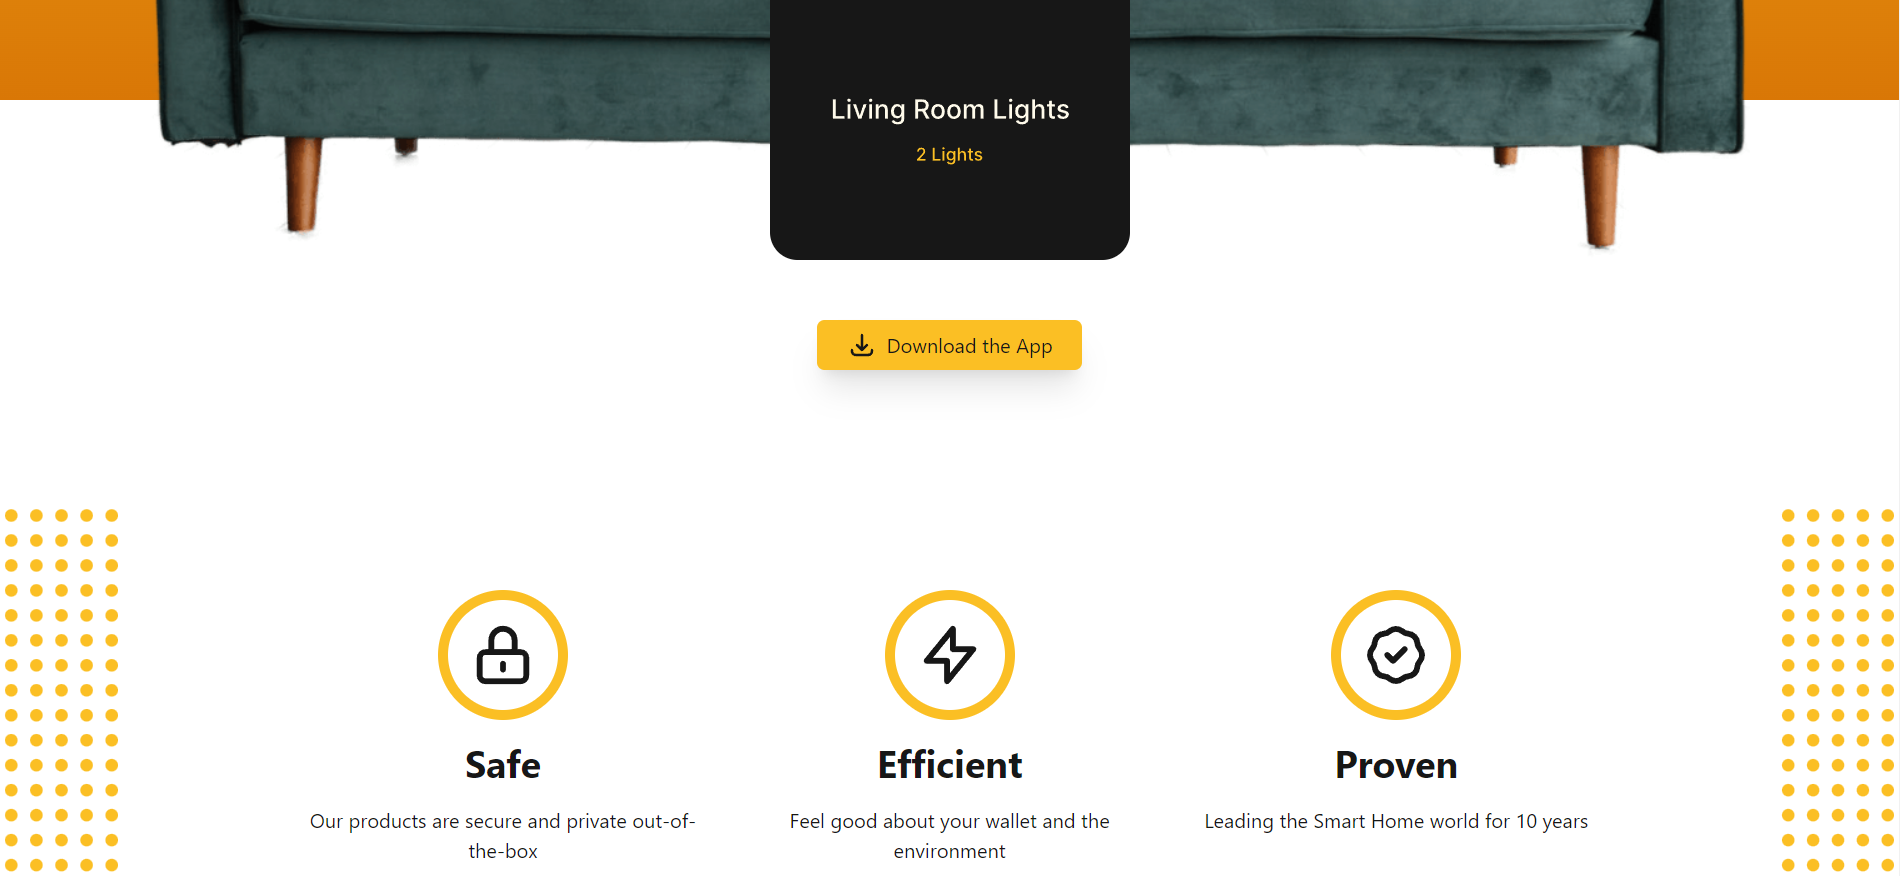 Living Room Lights
2 Lights
Download the App
Safe
Efficient
Proven
Our products are secure and private out-of-
the-box
Feel good about your wallet and the
environment
Leading the Smart Home world for 10 years